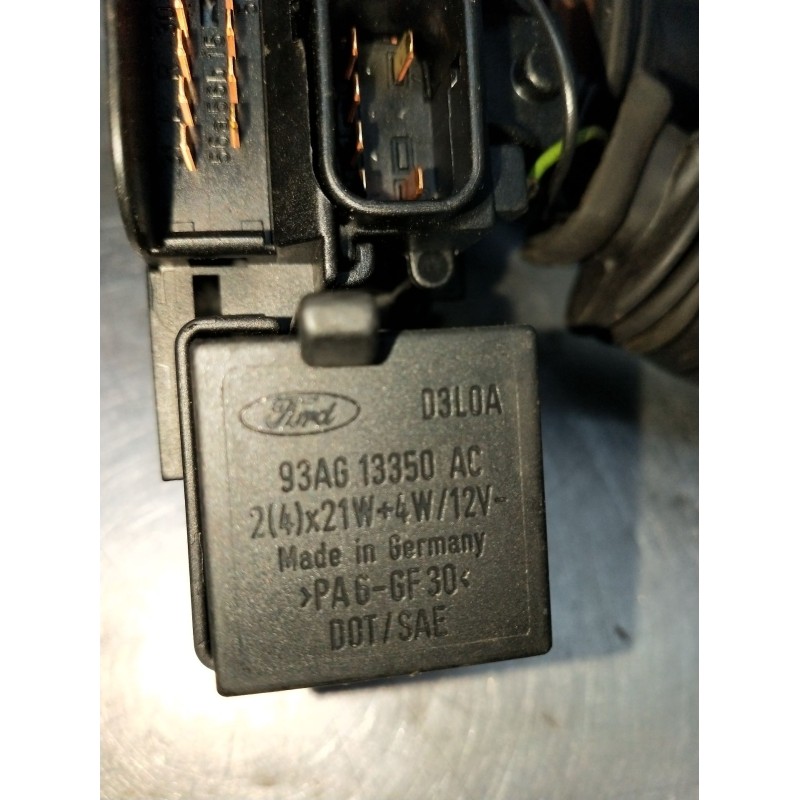 Ford D3L0A
93AG 13350 AC
2(4)x21W+4W/12V-
Made in Germany
>PA6-GF30<
DOT/SAE